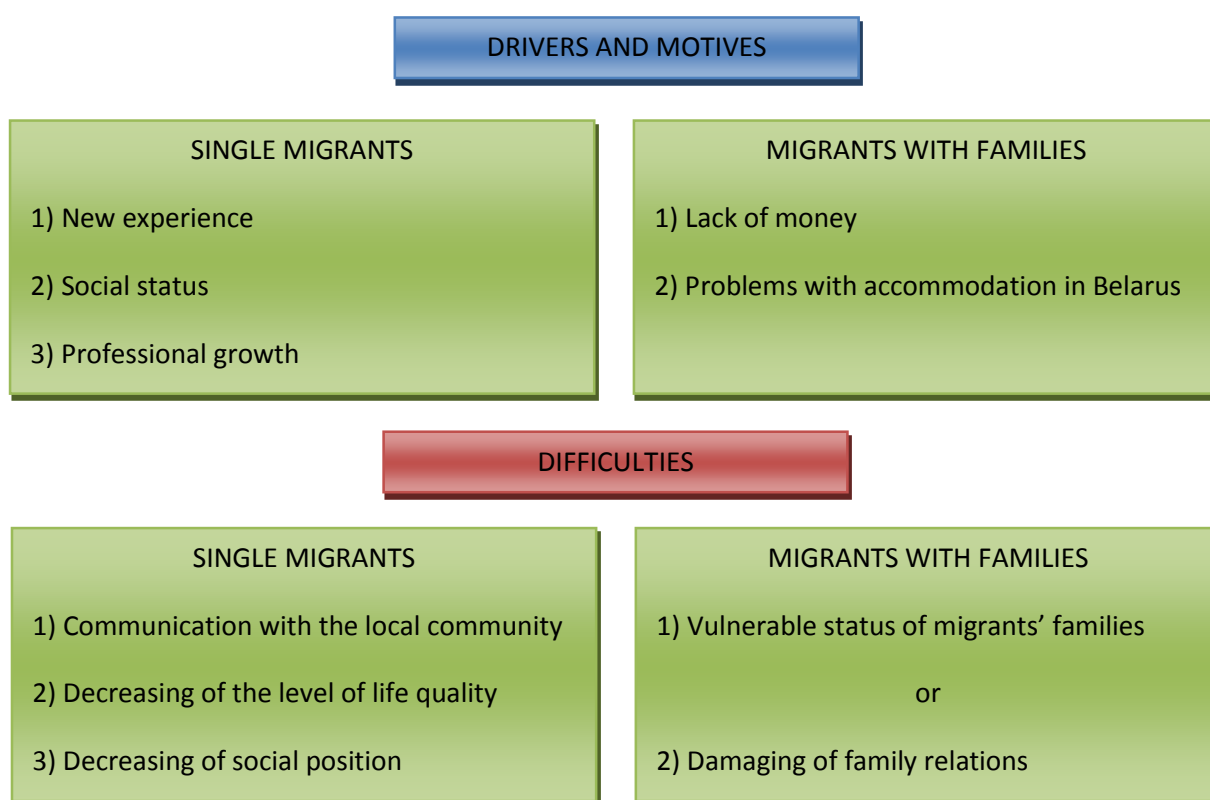 DRIVERS AND MOTIVES
SINGLE MIGRANTS
1) New experience
2) Social status
3) Professional growth
MIGRANTS WITH FAMILIES
1) Lack of money
2) Problems with accommodation in Belarus
DIFFICULTIES
SINGLE MIGRANTS
1) Communication with the local community
2) Decreasing of the level of life quality
3) Decreasing of social position
MIGRANTS WITH FAMILIES
1) Vulnerable status of migrants’ families
or
2) Damaging of family relations